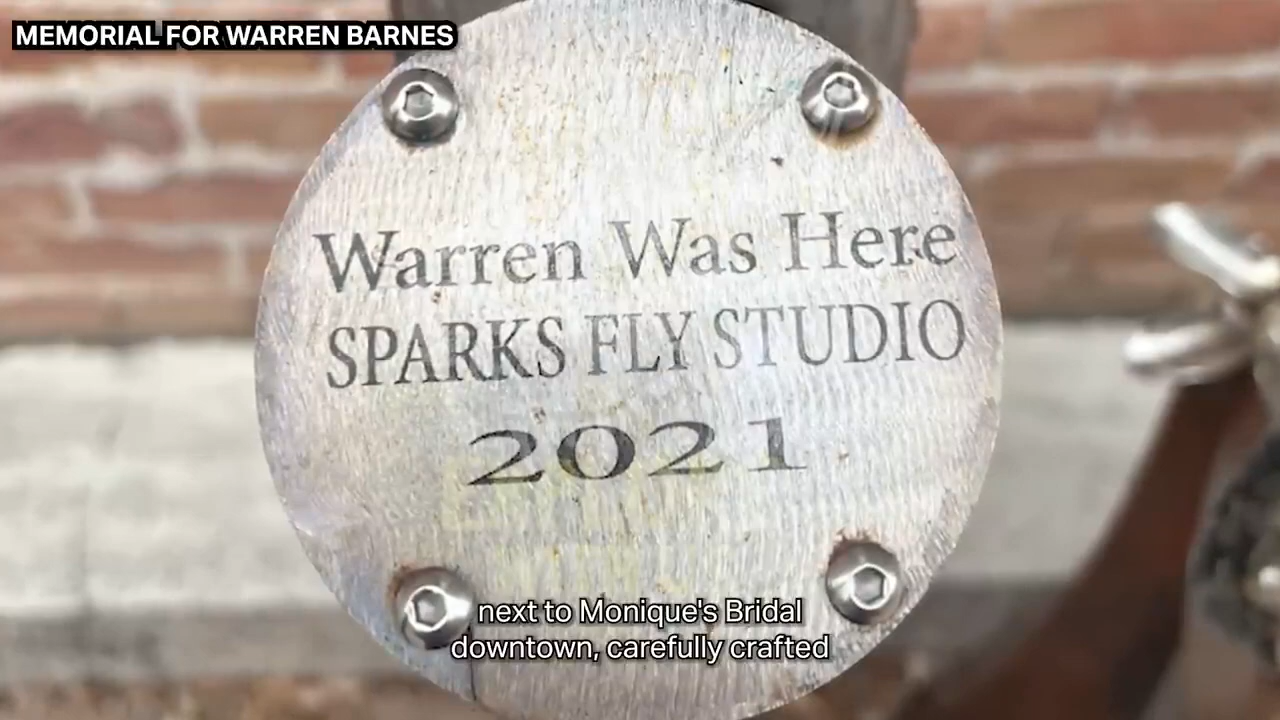 MEMORIAL FOR WARREN BARNES
Warren Was Here
SPARKS FLY STUDIO
2021
next to Monique's Bridal
downtown, carefully crafted